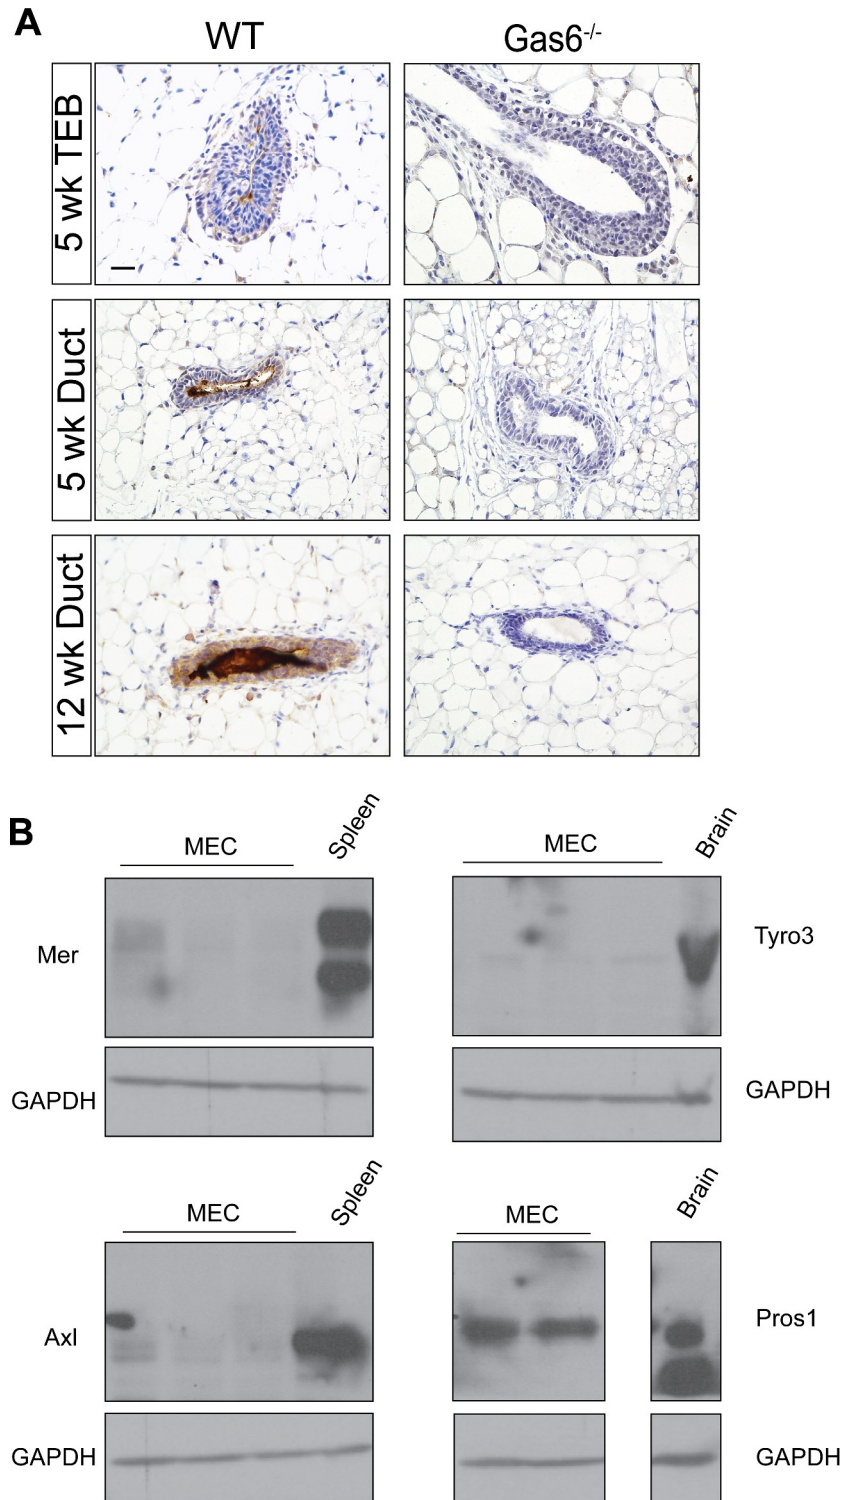 A
WT Gas6-/-
5 wk TEB
5 wk Duct
12 wk Duct
B
MEC Spleen
Mer
GAPDH
MEC Brain
Tyro3
GAPDH
MEC Spleen
Axl
GAPDH
MEC Brain
Pros1
GAPDH